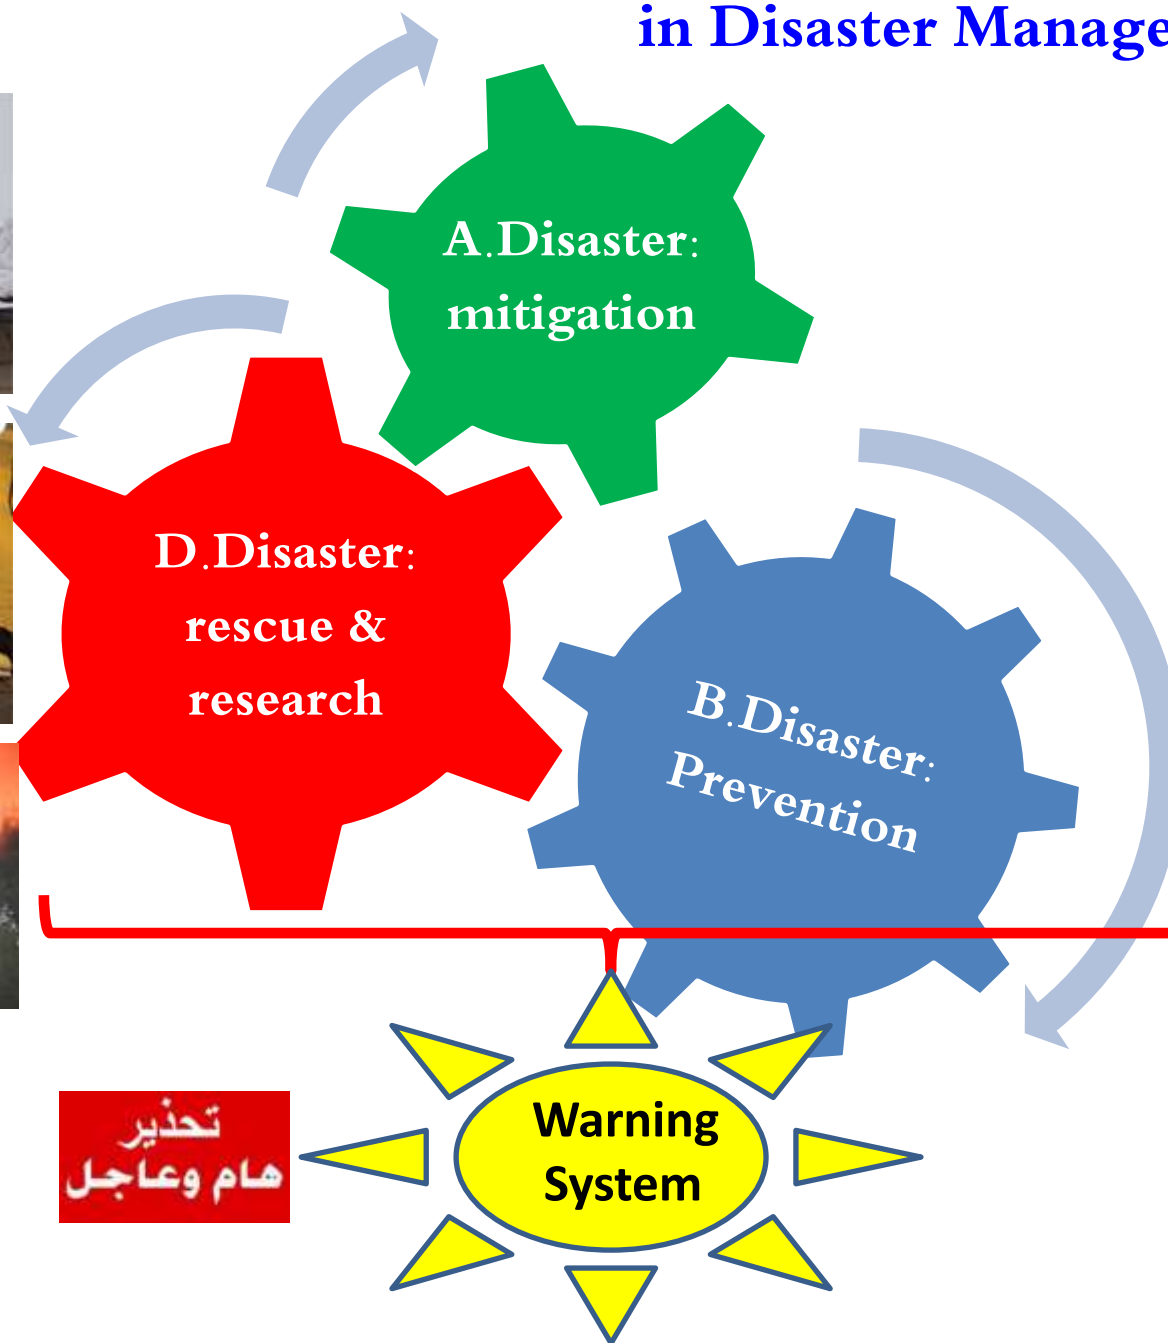 in Disaster Manage
A.Disaster:
mitigation
D.Disaster:
rescue &
research
B.Disaster:
Prevention
Warning
System
تحذير
هام وعاجل